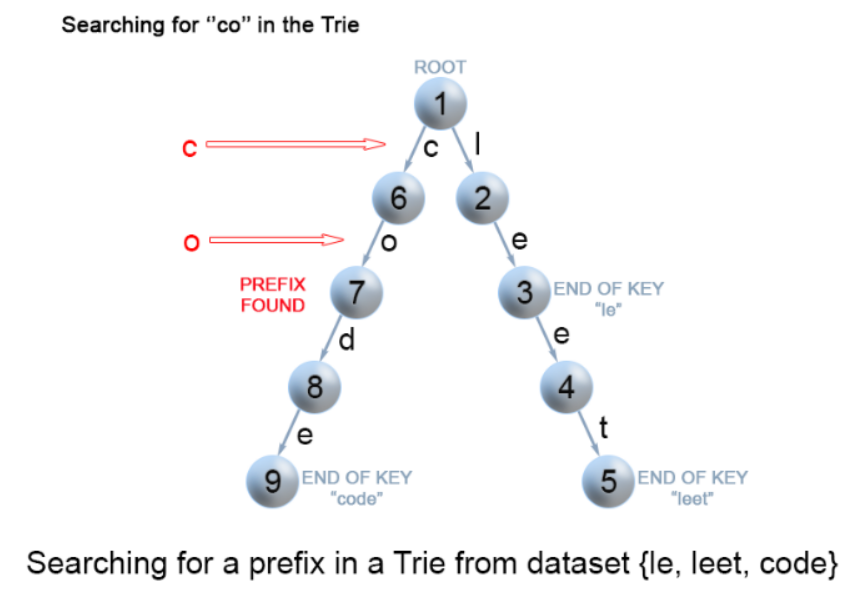 Searching for ‘’co’’ in the Trie
ROOT
1
c
c
l
6
2
o
o
e
PREFIX
FOUND
7
3
END OF KEY
"le"
d
e
8
4
e
t
9
END OF KEY
"code"
5
END OF KEY
"leet"
Searching for a prefix in a Trie from dataset {le, leet, code}